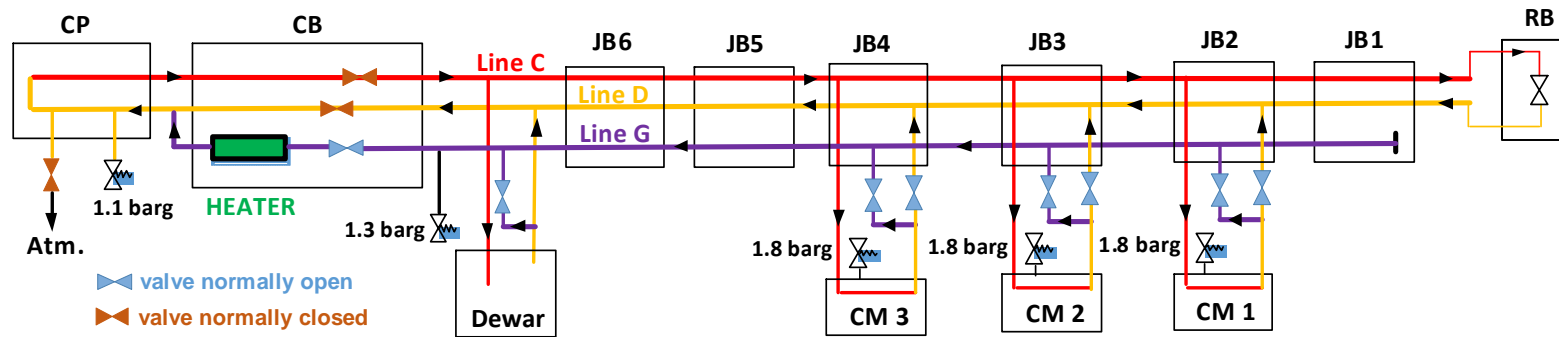 CP
CB
JB6
JB5
JB4
JB3
JB2
JB1
RB
Line C
Line D
Line G
HEATER
1.1 barg
1.3 barg
1.8 barg
1.8 barg
1.8 barg
Atm.
valve normally open
valve normally closed
Dewar
CM 3
CM 2
CM 1